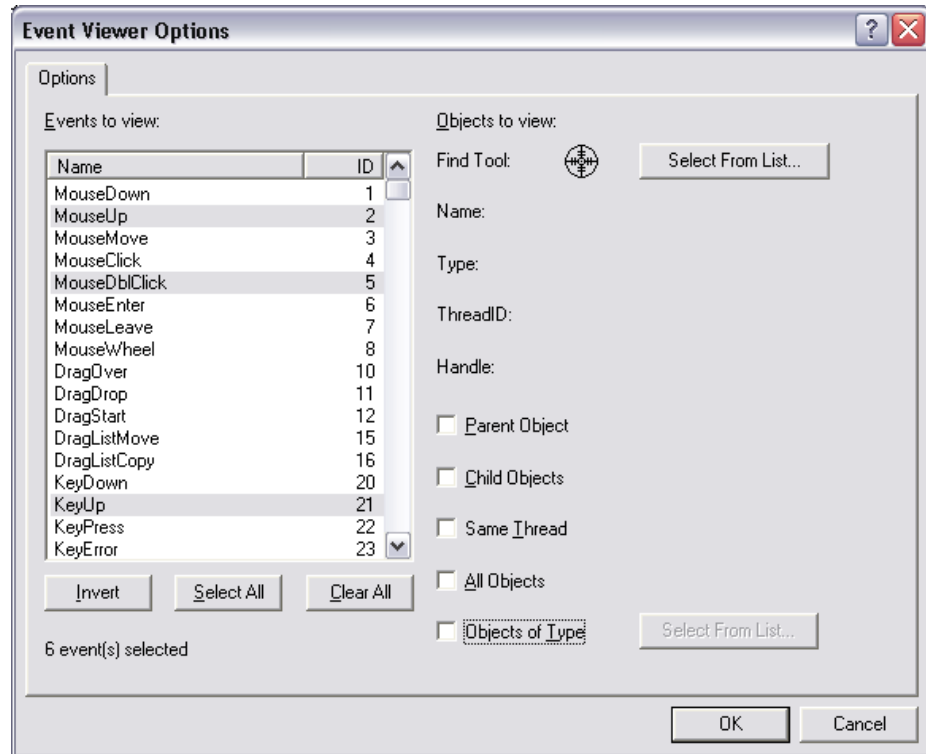 Event Viewer Options
Options
Events to view:
Name ID
MouseDown 1
MouseUp 2
MouseMove 3
MouseClick 4
MouseDblClick 5
MouseEnter 6
MouseLeave 7
MouseWheel 8
DragOver 10
DragDrop 11
DragStart 12
DragListMove 15
DragListCopy 16
KeyDown 20
KeyUp 21
KeyPress 22
KeyError 23
Invert Select All Clear All
6 event(s) selected
Objects to view:
Find Tool: Select From List...
Name:
Type:
ThreadID:
Handle:
Parent Object
Child Objects
Same Thread
All Objects
Objects of Type Select From List...
OK Cancel